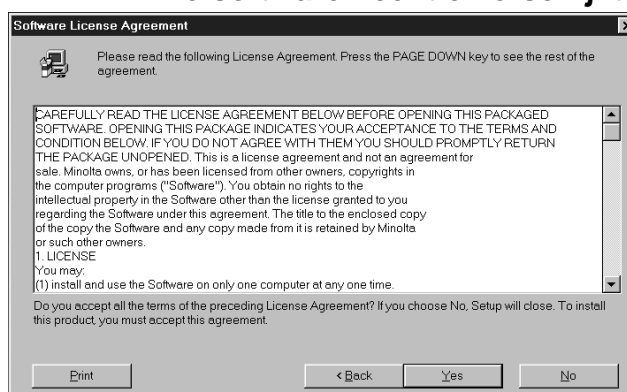 Software License Agreement
Please read the following License Agreement. Press the PAGE DOWN key to see the rest of the
agreement.
CAREFULLY READ THE LICENSE AGREEMENT BELOW BEFORE OPENING THIS PACKAGED
SOFTWARE. OPENING THIS PACKAGE INDICATES YOUR ACCEPTANCE TO THE TERMS AND
CONDITION BELOW. IF YOU DO NOT AGREE WITH THEM YOU SHOULD PROMPTLY RETURN
THE PACKAGE UNOPENED. This is a license agreement and not an agreement for
sale. Minolta owns, or has been licensed from other owners, copyrights in
the computer programs ("Software"). You obtain no rights to the
intellectual property in the Software other than the license granted to you
regarding the Software under this agreement. The title to the enclosed copy
of the copy the Software and any copy made from it is retained by Minolta
or such other owners.
1. LICENSE
You may:
(1) install and use the Software on only one computer at any one time.
Do you accept all the terms of the preceding License Agreement? If you choose No, Setup will close. To install
this product, you must accept this agreement.
Print
< Back
Yes
No